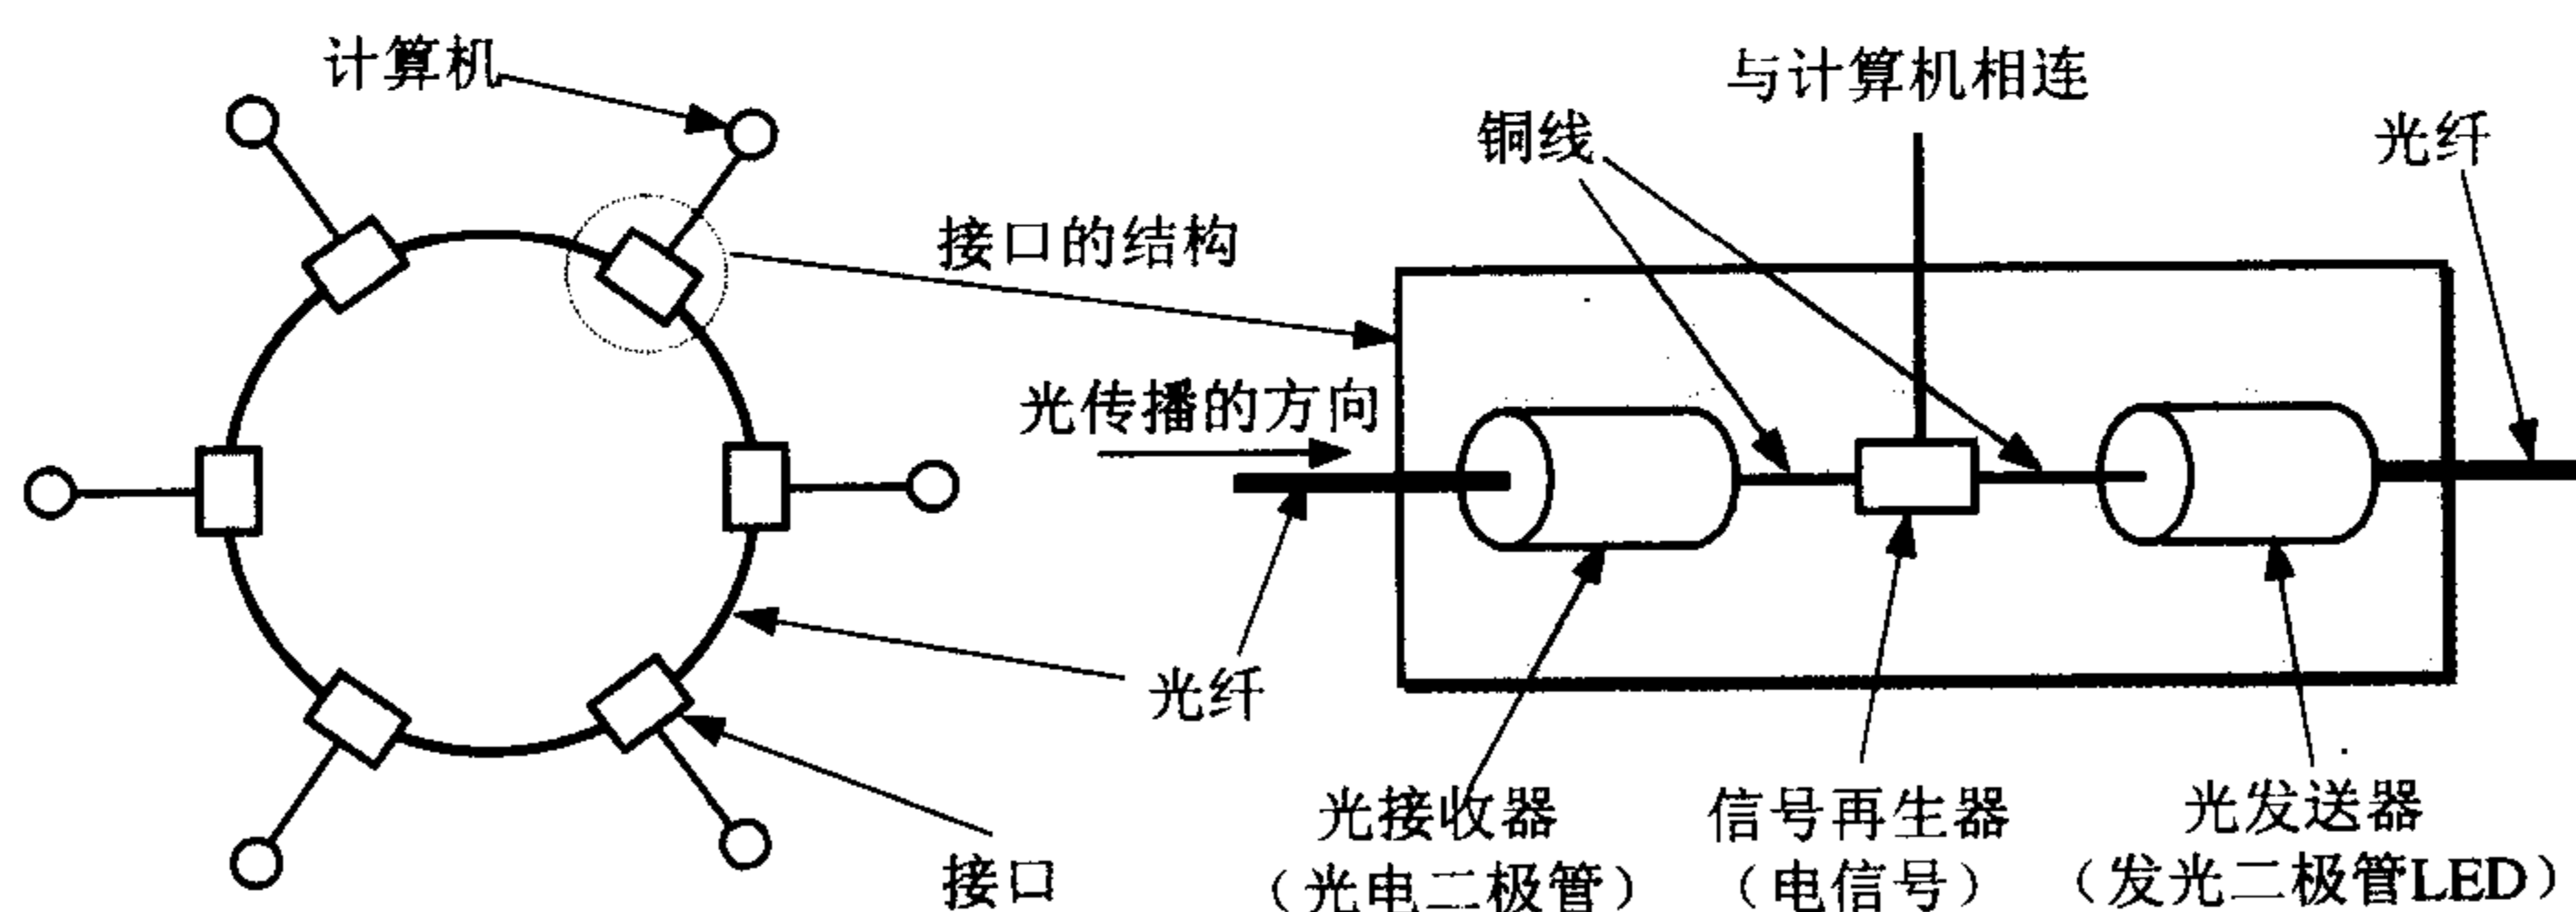 计算机
与计算机相连
铜线
光纤
接口的结构
光传播的方向
光纤
接口
光接收器
（光电二极管）
信号再生器
（电信号）
光发送器
（发光二极管LED）